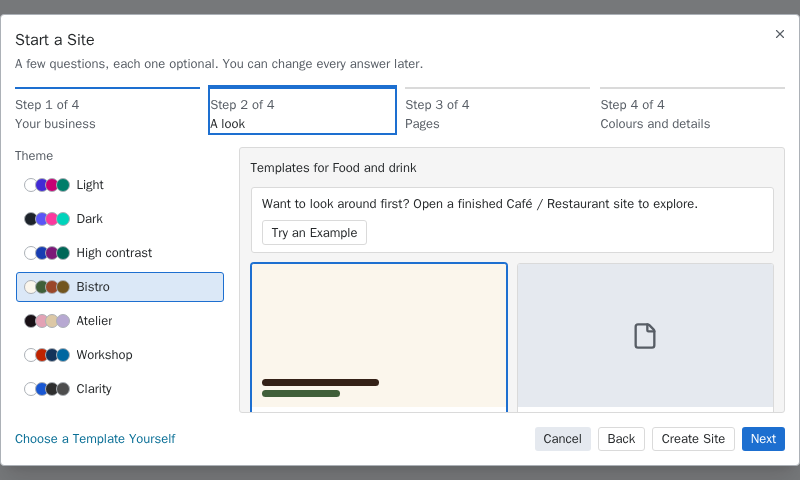 Start a Site
A few questions, each one optional. You can change every answer later.
Step 1 of 4
Your business
Step 2 of 4
A look
Step 3 of 4
Pages
Step 4 of 4
Colours and details
Theme
Light
Dark
High contrast
Bistro
Atelier
Workshop
Clarity
Templates for Food and drink
Want to look around first? Open a finished Café / Restaurant site to explore.
Try an Example
Choose a Template Yourself
Cancel
Back
Create Site
Next